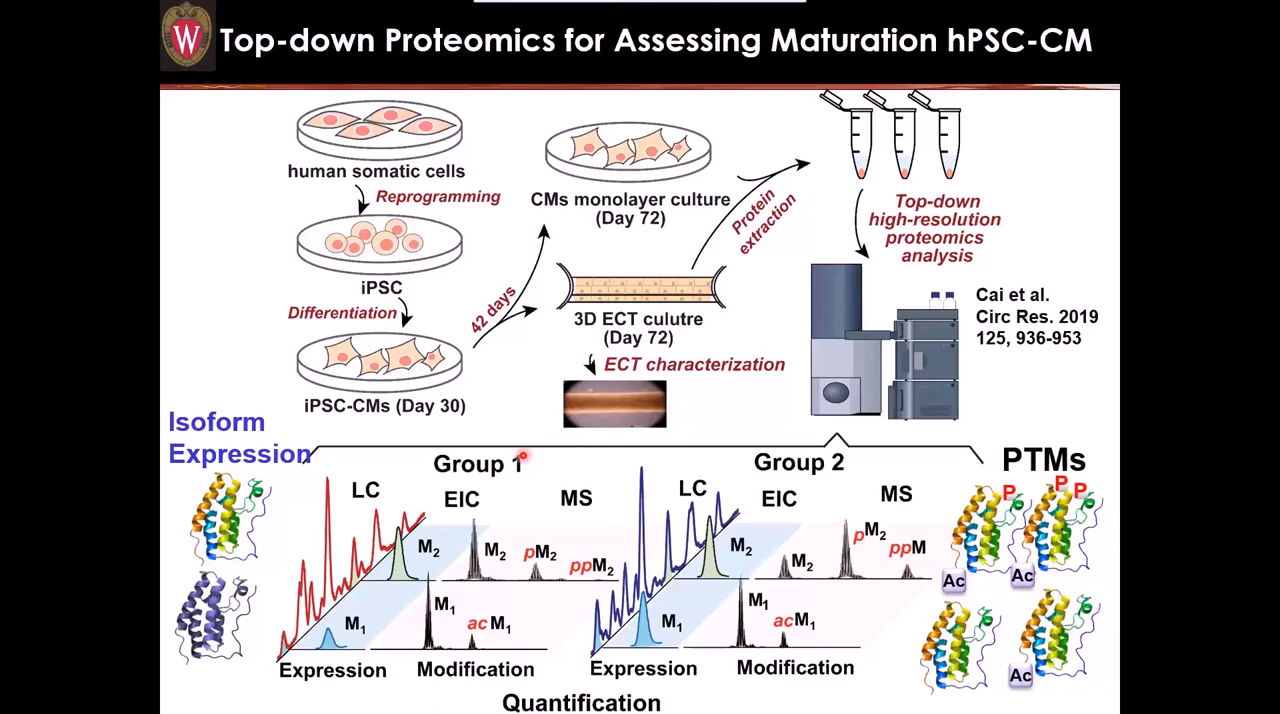 W
Top-down Proteomics for Assessing Maturation hPSC-CM
human somatic cells
Reprogramming
iPSC
Differentiation
iPSC-CMs (Day 30)
42 days
CMs monolayer culture
(Day 72)
3D ECT culutre
(Day 72)
ECT characterization
Protein
extraction
Top-down
high-resolution
proteomics
analysis
Cai et al.
Circ Res. 2019
125, 936-953
Isoform
Expression
Group 1
LC
EIC
MS
M2
M1
M2
pM2
ppM2
M1
acM1
Expression
Modification
Group 2
LC
EIC
MS
M2
M1
M2
pM2
ppM
M1
acM1
Expression
Modification
Quantification
PTMs
P
P
P
Ac
Ac
Ac